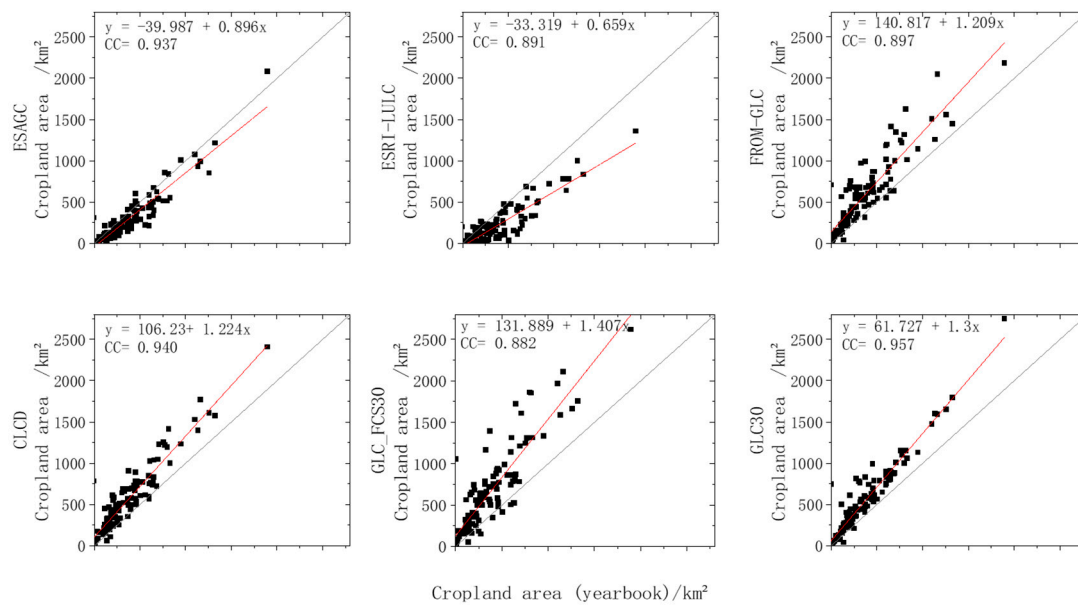 y = -39.987 + 0.896x
CC= 0.937
2500
2000
1500
1000
500
0
ESAGC
Cropland area /km²
y = -33.319 + 0.659x
CC= 0.891
2500
2000
1500
1000
500
0
ESRI-LULC
Cropland area /km²
y = 140.817 + 1.209x
CC= 0.897
2500
2000
1500
1000
500
0
FROM-GLC
Cropland area /km²
y = 106.23+ 1.224x
CC= 0.940
2500
2000
1500
1000
500
0
CLCD
Cropland area /km²
y = 131.889 + 1.407x
CC= 0.882
2500
2000
1500
1000
500
0
GLC_FCS30
Cropland area /km²
y = 61.727 + 1.3x
CC= 0.957
2500
2000
1500
1000
500
0
GLC30
Cropland area /km²
Cropland area (yearbook)/km²